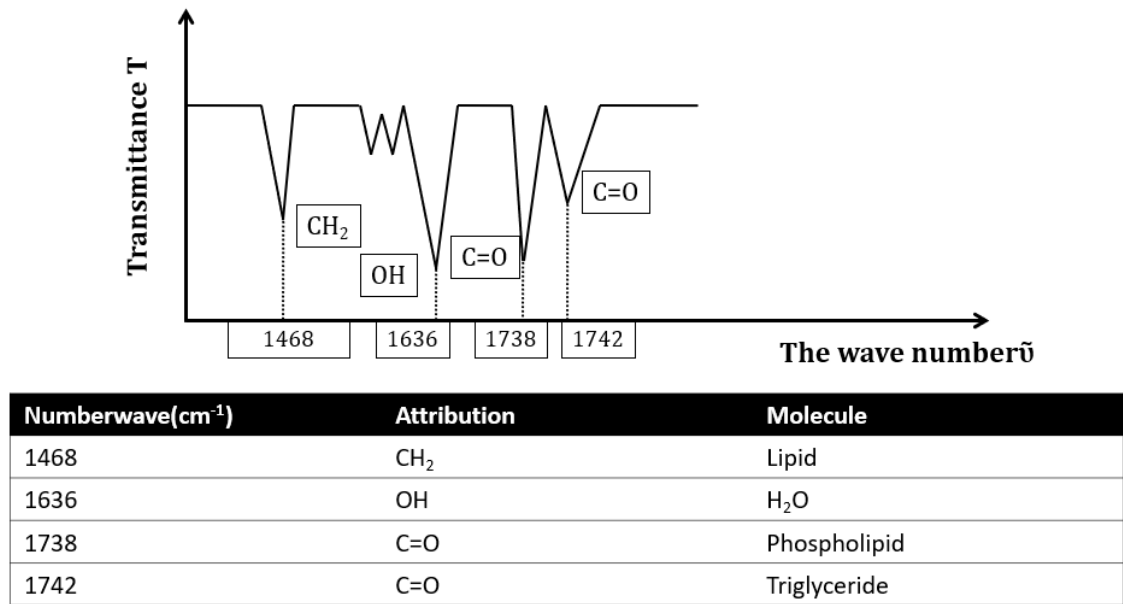 Transmittance T
CH₂
OH
C=O
C=O
1468
1636
1738
1742
The wave numberῦ
Numberwave(cm⁻¹) Attribution Molecule
1468 CH₂ Lipid
1636 OH H₂O
1738 C=O Phospholipid
1742 C=O Triglyceride